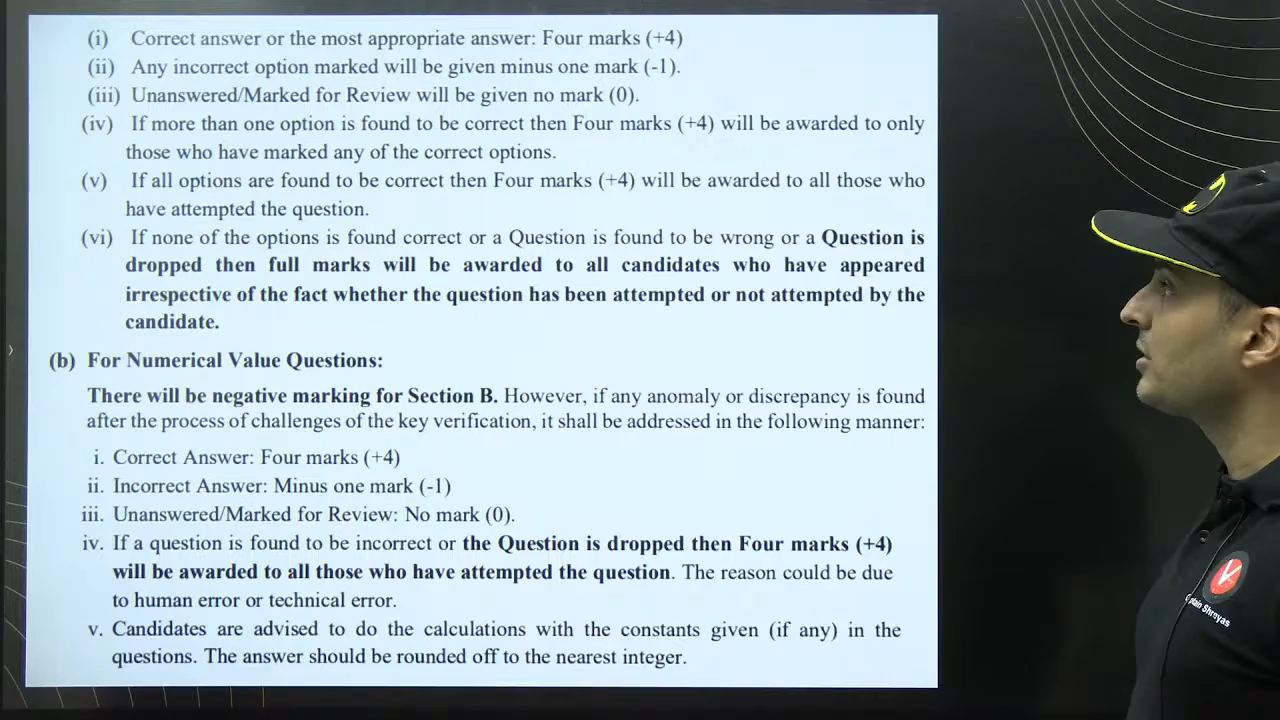 (i) Correct answer or the most appropriate answer: Four marks (+4)
(ii) Any incorrect option marked will be given minus one mark (-1).
(iii) Unanswered/Marked for Review will be given no mark (0).
(iv) If more than one option is found to be correct then Four marks (+4) will be awarded to only
those who have marked any of the correct options.
(v) If all options are found to be correct then Four marks (+4) will be awarded to all those who
have attempted the question.
(vi) If none of the options is found correct or a Question is found to be wrong or a Question is
dropped then full marks will be awarded to all candidates who have appeared
irrespective of the fact whether the question has been attempted or not attempted by the
candidate.
(b) For Numerical Value Questions:
There will be negative marking for Section B. However, if any anomaly or discrepancy is found
after the process of challenges of the key verification, it shall be addressed in the following manner:
i. Correct Answer: Four marks (+4)
ii. Incorrect Answer: Minus one mark (-1)
iii. Unanswered/Marked for Review: No mark (0).
iv. If a question is found to be incorrect or the Question is dropped then Four marks (+4)
will be awarded to all those who have attempted the question. The reason could be due
to human error or technical error.
v. Candidates are advised to do the calculations with the constants given (if any) in the
questions. The answer should be rounded off to the nearest integer.
Shreyas